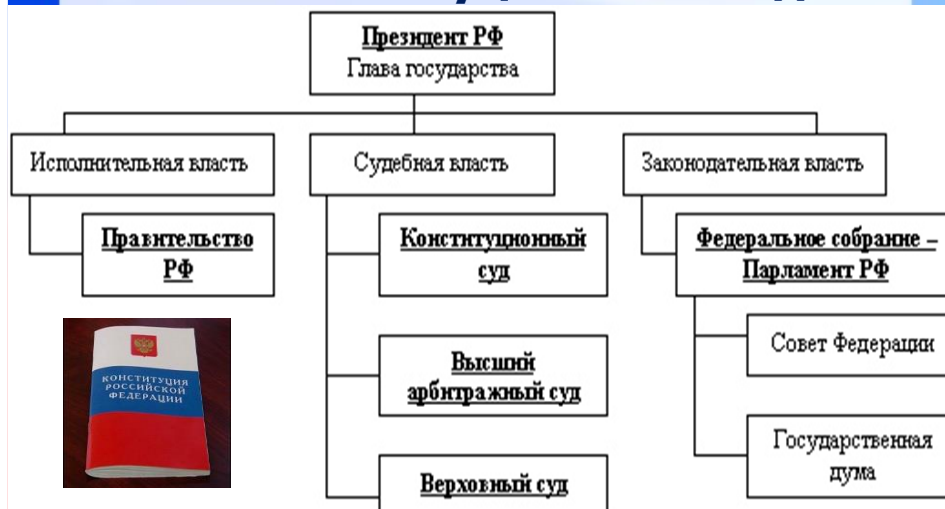 Президент РФ
Глава государства
Исполнительная власть
Судебная власть
Законодательная власть
Правительство
РФ
Конституционный
суд
Федеральное собрание –
Парламент РФ
Высший
арбитражный суд
Совет Федерации
Верховный суд
Государственная
дума
КОНСТИТУЦИЯ
РОССИЙСКОЙ
ФЕДЕРАЦИИ